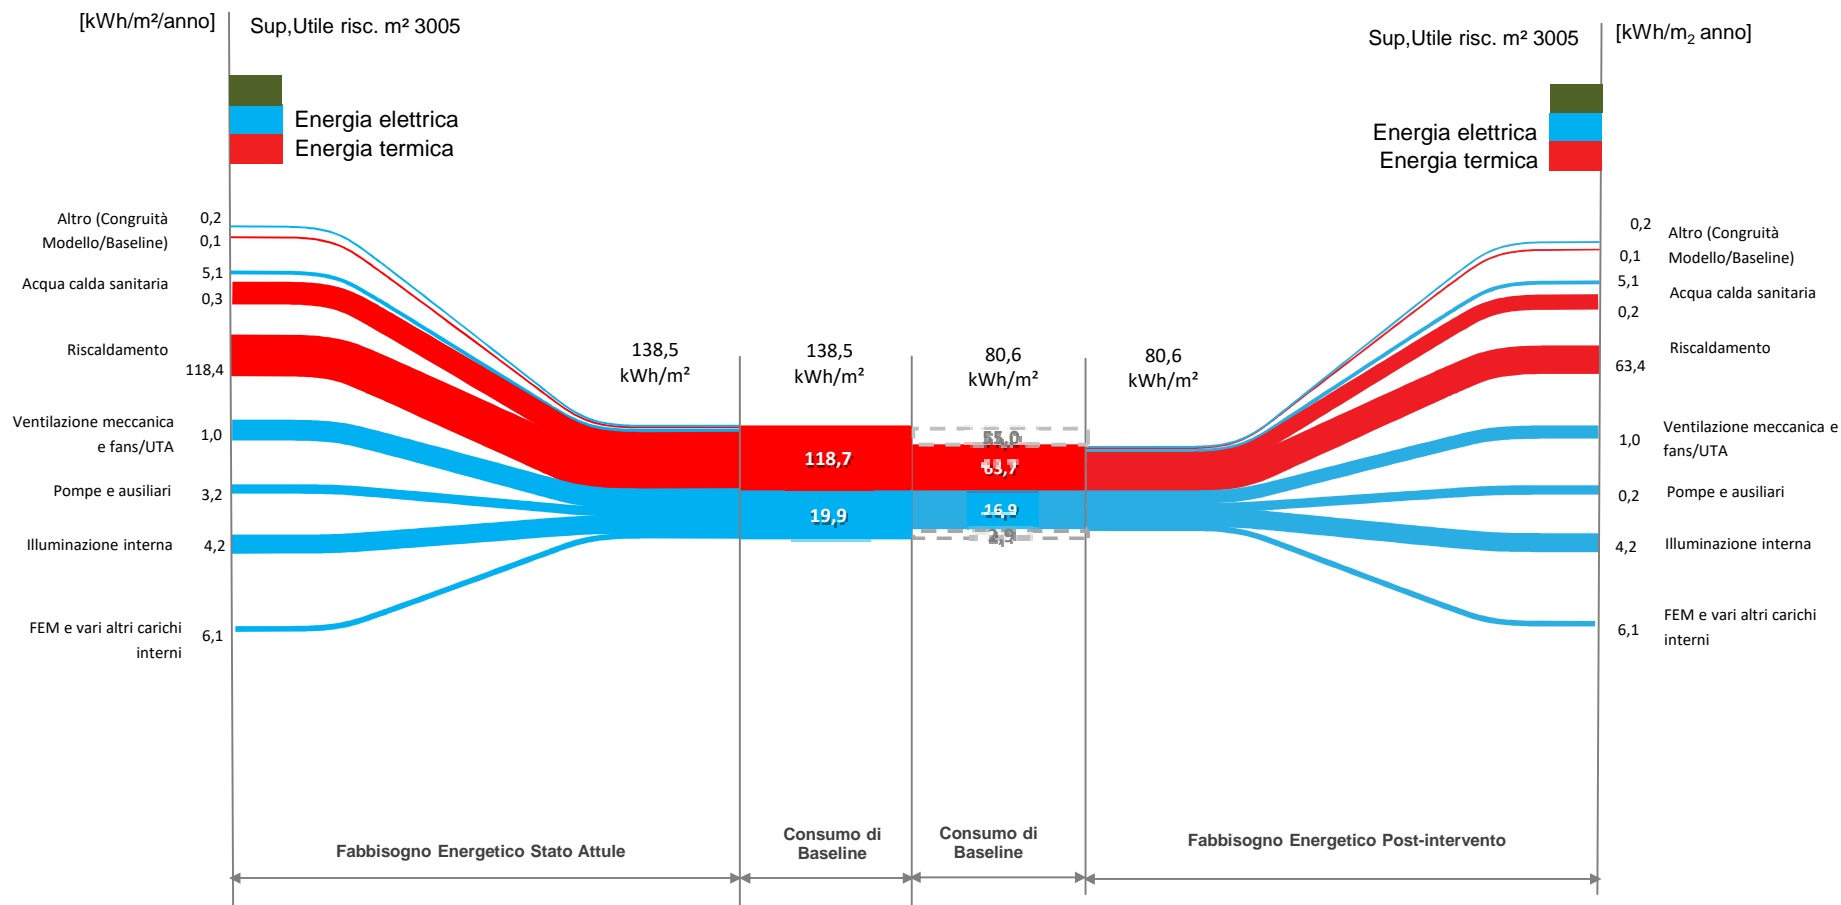 [kWh/m²/anno]
Sup,Utile risc. m² 3005
Sup,Utile risc. m² 3005
[kWh/m₂ anno]
Energia elettrica
Energia termica
Energia elettrica
Energia termica
Altro (Congruità
Modello/Baseline)
0,2
0,1
Acqua calda sanitaria
5,1
0,3
Riscaldamento
118,4
Ventilazione meccanica
e fans/UTA
1,0
Pompe e ausiliari
3,2
Illuminazione interna
4,2
FEM e vari altri carichi
interni
6,1
138,5
kWh/m²
138,5
kWh/m²
80,6
kWh/m²
80,6
kWh/m²
118,7
19,9
63,7
16,9
2,9
0,2
0,1
Altro (Congruità
Modello/Baseline)
5,1
0,2
Acqua calda sanitaria
Riscaldamento
63,4
Ventilazione meccanica e
fans/UTA
1,0
Pompe e ausiliari
0,2
Illuminazione interna
4,2
FEM e vari altri carichi
interni
6,1
Fabbisogno Energetico Stato Attule
Consumo di
Baseline
Consumo di
Baseline
Fabbisogno Energetico Post-intervento